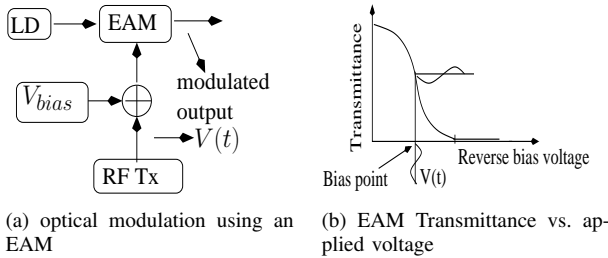 LD
EAM
modulated
output
V_bias
V(t)
RF Tx
Transmittance
Reverse bias voltage
Bias point
V(t)
(a) optical modulation using an
EAM
(b) EAM Transmittance vs. ap-
plied voltage